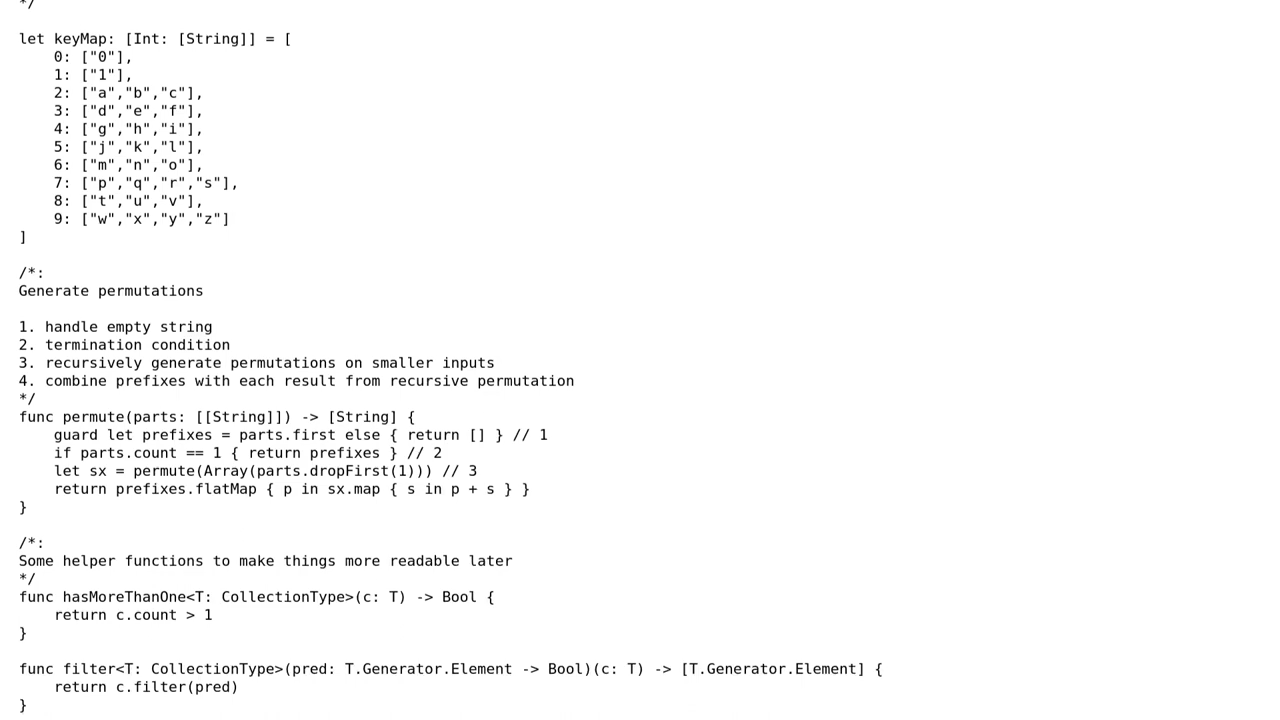 */
let keyMap: [Int: [String]] = [
    0: ["0"],
    1: ["1"],
    2: ["a","b","c"],
    3: ["d","e","f"],
    4: ["g","h","i"],
    5: ["j","k","l"],
    6: ["m","n","o"],
    7: ["p","q","r","s"],
    8: ["t","u","v"],
    9: ["w","x","y","z"]
]
/*:
Generate permutations
1. handle empty string
2. termination condition
3. recursively generate permutations on smaller inputs
4. combine prefixes with each result from recursive permutation
*/
func permute(parts: [[String]]) -> [String] {
    guard let prefixes = parts.first else { return [] } // 1
    if parts.count == 1 { return prefixes } // 2
    let sx = permute(Array(parts.dropFirst(1))) // 3
    return prefixes.flatMap { p in sx.map { s in p + s } }
}
/*:
Some helper functions to make things more readable later
*/
func hasMoreThanOne<T: CollectionType>(c: T) -> Bool {
    return c.count > 1
}
func filter<T: CollectionType>(pred: T.Generator.Element -> Bool)(c: T) -> [T.Generator.Element] {
    return c.filter(pred)
}